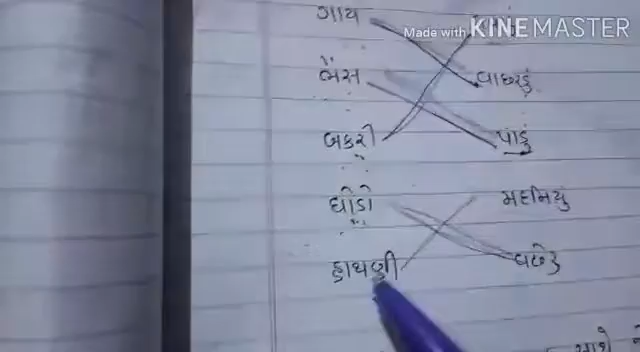 Made with KINEMASTER
ગાય
ભેંસ વાછરડું
બકરી પાડું
ઘોડો મદનિયું
હાથણી વછેરું
સાથે